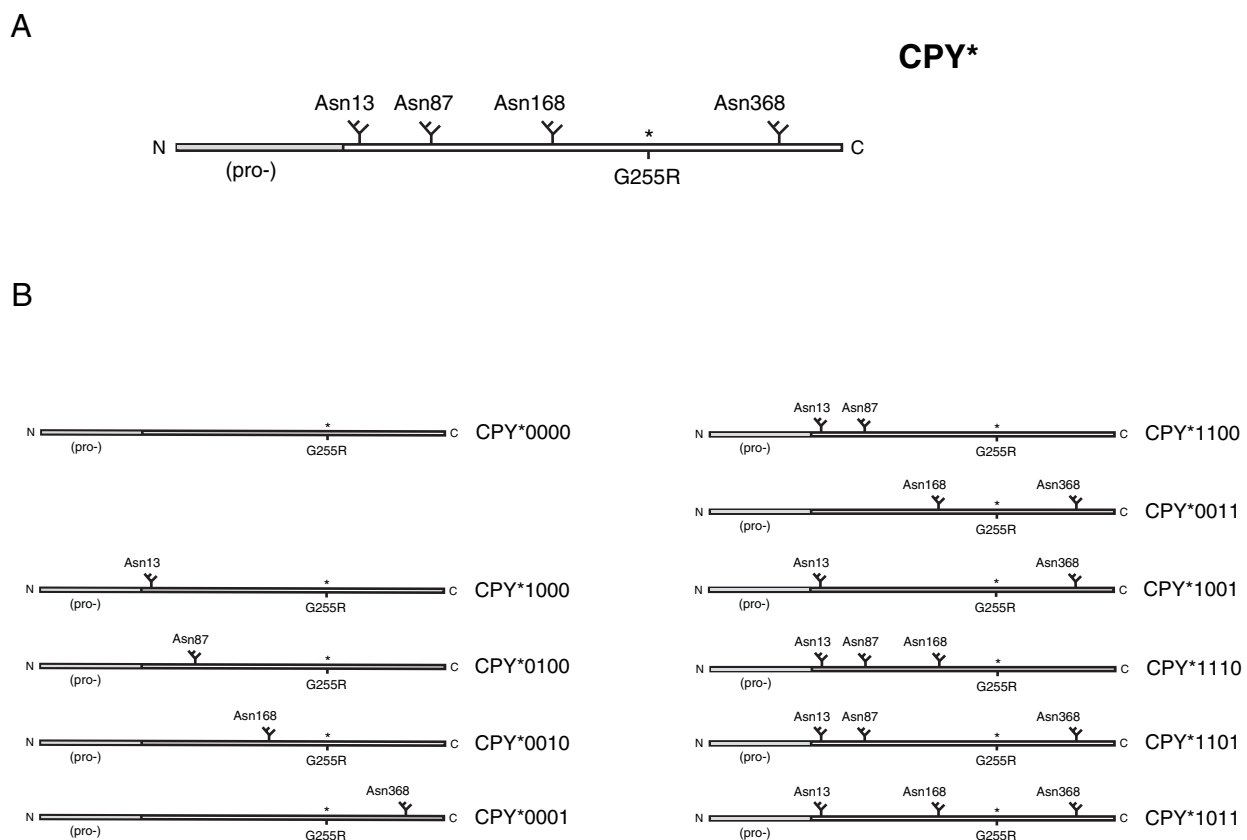 A
CPY*
Asn13 Asn87 Asn168 Asn368
*
N C
(pro-) G255R
B
*
N C CPY*0000
(pro-) G255R
Asn13
*
N C CPY*1000
(pro-) G255R
Asn87
*
N C CPY*0100
(pro-) G255R
Asn168
*
N C CPY*0010
(pro-) G255R
Asn368
*
N C CPY*0001
(pro-) G255R
Asn13 Asn87
*
N C CPY*1100
(pro-) G255R
Asn168 Asn368
*
N C CPY*0011
(pro-) G255R
Asn13 Asn368
*
N C CPY*1001
(pro-) G255R
Asn13 Asn87 Asn168
*
N C CPY*1110
(pro-) G255R
Asn13 Asn87 Asn368
*
N C CPY*1101
(pro-) G255R
Asn13 Asn168 Asn368
*
N C CPY*1011
(pro-) G255R